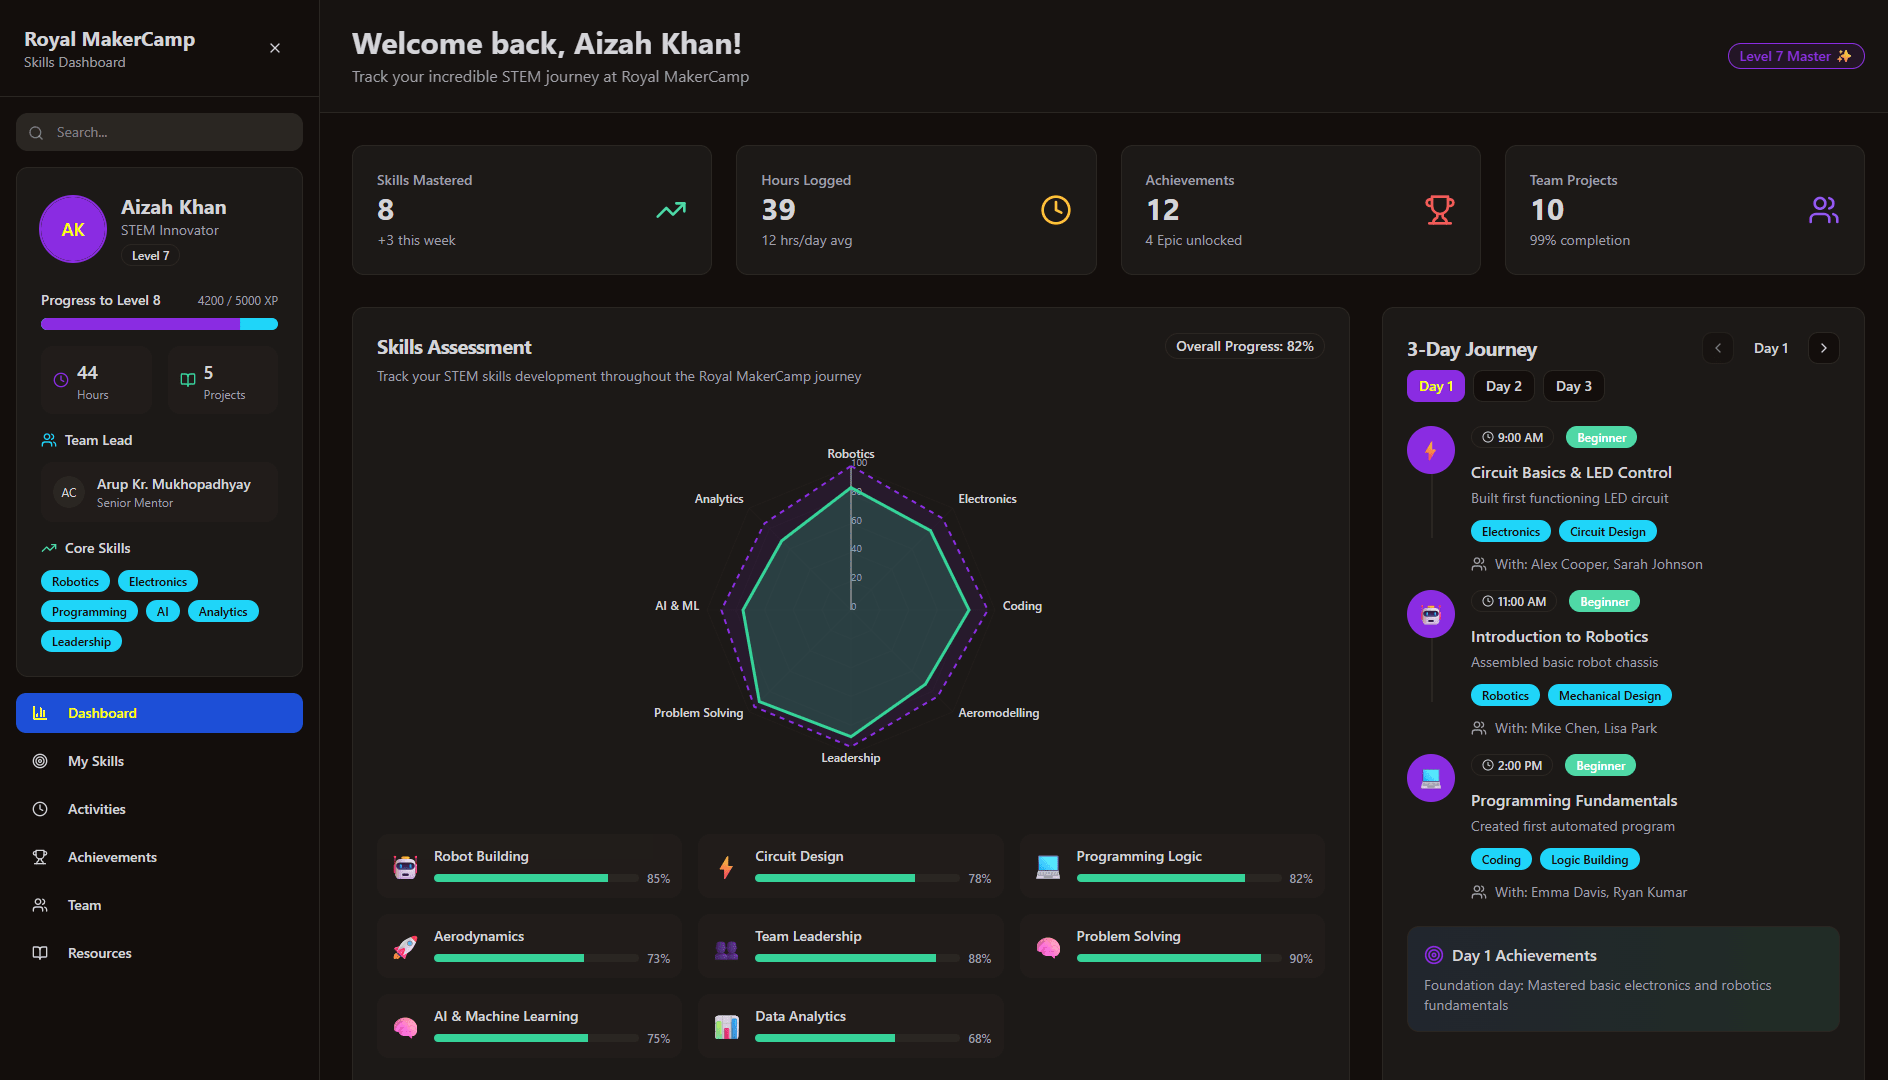 Royal MakerCamp
Skills Dashboard
Search...
AK
Aizah Khan
STEM Innovator
Level 7
Progress to Level 8
4200 / 5000 XP
44
Hours
5
Projects
Team Lead
AC
Arup Kr. Mukhopadhyay
Senior Mentor
Core Skills
Robotics Electronics
Programming AI Analytics
Leadership
Dashboard
My Skills
Activities
Achievements
Team
Resources
Welcome back, Aizah Khan!
Track your incredible STEM journey at Royal MakerCamp
Level 7 Master ✨
Skills Mastered
8
+3 this week
Hours Logged
39
12 hrs/day avg
Achievements
12
4 Epic unlocked
Team Projects
10
99% completion
Skills Assessment
Overall Progress: 82%
Track your STEM skills development throughout the Royal MakerCamp journey
Robotics
Electronics
Coding
Aeromodelling
Leadership
Problem Solving
AI & ML
Analytics
100
80
60
40
20
0
Robot Building
85%
Circuit Design
78%
Programming Logic
82%
Aerodynamics
73%
Team Leadership
88%
Problem Solving
90%
AI & Machine Learning
75%
Data Analytics
68%
3-Day Journey
Day 1
Day 1 Day 2 Day 3
9:00 AM Beginner
Circuit Basics & LED Control
Built first functioning LED circuit
Electronics Circuit Design
With: Alex Cooper, Sarah Johnson
11:00 AM Beginner
Introduction to Robotics
Assembled basic robot chassis
Robotics Mechanical Design
With: Mike Chen, Lisa Park
2:00 PM Beginner
Programming Fundamentals
Created first automated program
Coding Logic Building
With: Emma Davis, Ryan Kumar
Day 1 Achievements
Foundation day: Mastered basic electronics and robotics
fundamentals